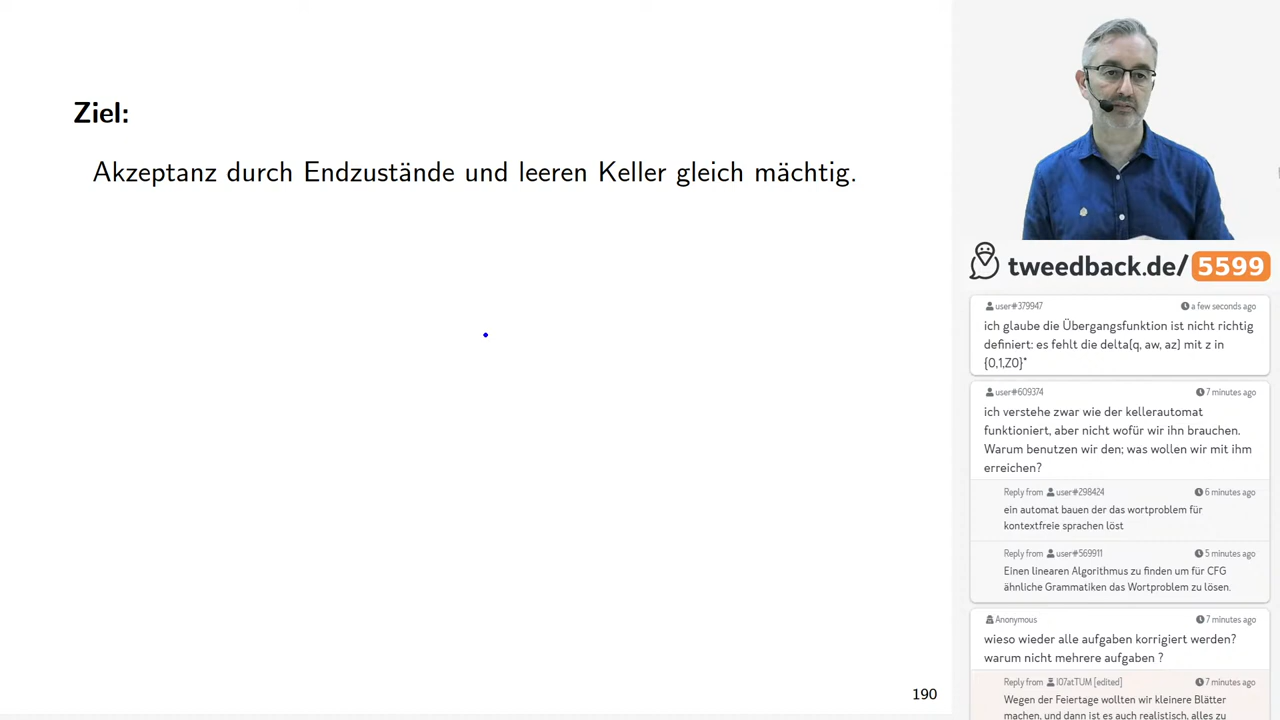 Ziel:
Akzeptanz durch Endzustände und leeren Keller gleich mächtig.
190
tweedback.de/ 5599
user#379947 a few seconds ago
ich glaube die Übergangsfunktion ist nicht richtig
definiert: es fehlt die delta[q, aw, az] mit z in
{0,1,Z0}*
user#609374 7 minutes ago
ich verstehe zwar wie der kellerautomat
funktioniert, aber nicht wofür wir ihn brauchen.
Warum benutzen wir den; was wollen wir mit ihm
erreichen?
Reply from user#298424 6 minutes ago
ein automat bauen der das wortproblem für
kontextfreie sprachen löst
Reply from user#569911 5 minutes ago
Einen linearen Algorithmus zu finden um für CFG
ähnliche Grammatiken das Wortproblem zu lösen.
Anonymous 7 minutes ago
wieso wieder alle aufgaben korrigiert werden?
warum nicht mehrere aufgaben ?
Reply from I07atTUM [edited] 7 minutes ago
Wegen der Feiertage wollten wir kleinere Blätter
machen, und dann ist es auch realistisch, alles zu